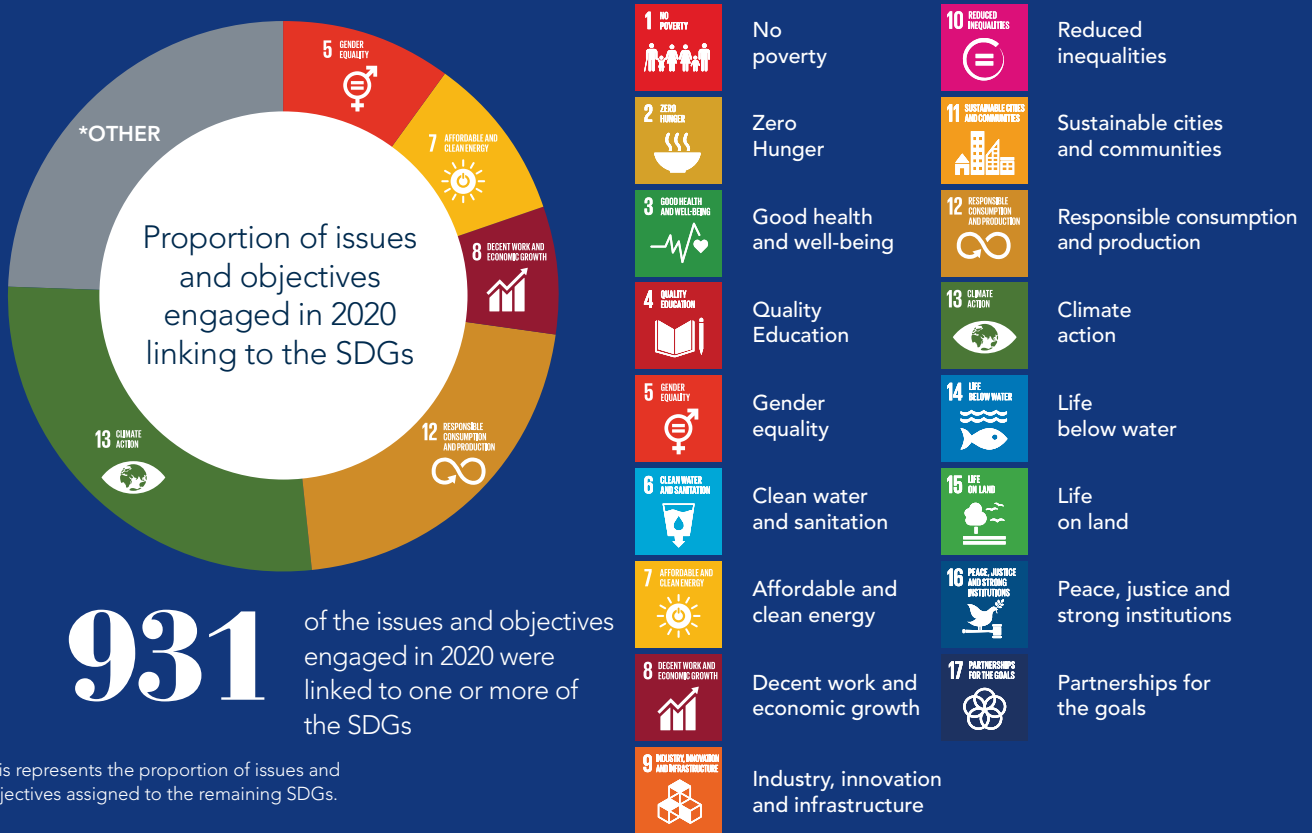 5 GENDER
EQUALITY
7 AFFORDABLE AND
CLEAN ENERGY
8 DECENT WORK AND
ECONOMIC GROWTH
12 RESPONSIBLE
CONSUMPTION
AND PRODUCTION
13 CLIMATE
ACTION
*OTHER
Proportion of issues
and objectives
engaged in 2020
linking to the SDGs
931
of the issues and objectives
engaged in 2020 were
linked to one or more of
the SDGs
is represents the proportion of issues and
jectives assigned to the remaining SDGs.
1 NO
POVERTY
No
poverty
2 ZERO
HUNGER
Zero
Hunger
3 GOOD HEALTH
AND WELL-BEING
Good health
and well-being
4 QUALITY
EDUCATION
Quality
Education
5 GENDER
EQUALITY
Gender
equality
6 CLEAN WATER
AND SANITATION
Clean water
and sanitation
7 AFFORDABLE AND
CLEAN ENERGY
Affordable and
clean energy
8 DECENT WORK AND
ECONOMIC GROWTH
Decent work and
economic growth
9 INDUSTRY, INNOVATION
AND INFRASTRUCTURE
Industry, innovation
and infrastructure
10 REDUCED
INEQUALITIES
Reduced
inequalities
11 SUSTAINABLE CITIES
AND COMMUNITIES
Sustainable cities
and communities
12 RESPONSIBLE
CONSUMPTION
AND PRODUCTION
Responsible consumption
and production
13 CLIMATE
ACTION
Climate
action
14 LIFE
BELOW WATER
Life
below water
15 LIFE
ON LAND
Life
on land
16 PEACE, JUSTICE
AND STRONG
INSTITUTIONS
Peace, justice and
strong institutions
17 PARTNERSHIPS
FOR THE GOALS
Partnerships for
the goals